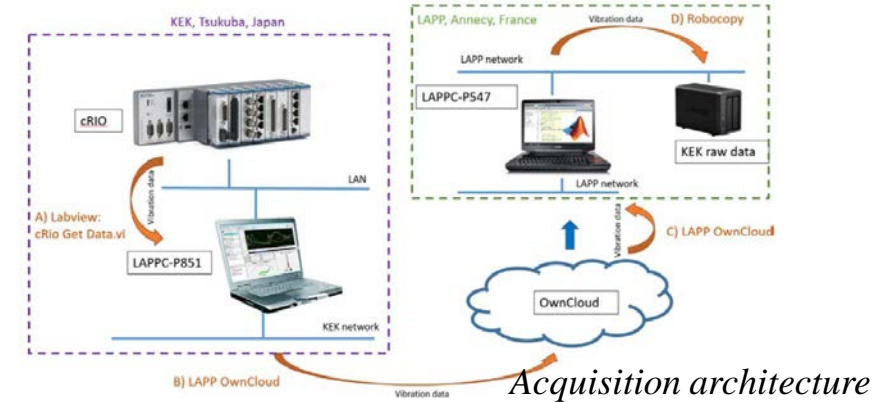 KEK, Tsukuba, Japan
cRIO
Vibration data
LAN
A) Labview:
cRio Get Data.vi
LAPPC-P851
KEK network
B) LAPP OwnCloud
Vibration data
LAPP, Annecy, France
Vibration data
D) Robocopy
LAPP network
LAPPC-P547
KEK raw data
LAPP network
Vibration data
C) LAPP OwnCloud
OwnCloud
Acquisition architecture